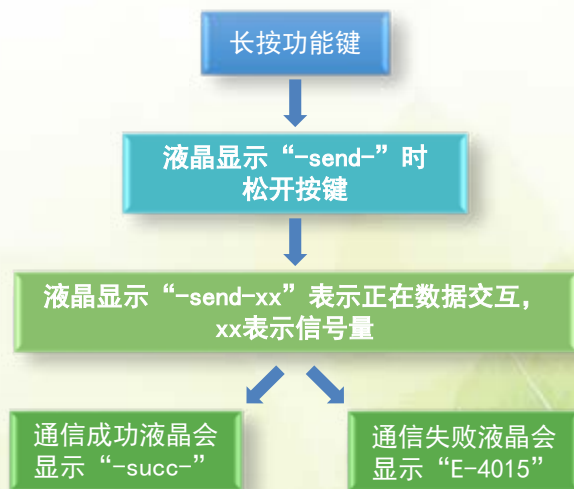 长按功能键
液晶显示“-send-”时
松开按键
液晶显示“-send-xx”表示正在数据交互，
xx表示信号量
通信成功液晶会
显示“-succ-”
通信失败液晶会
显示“E-4015”